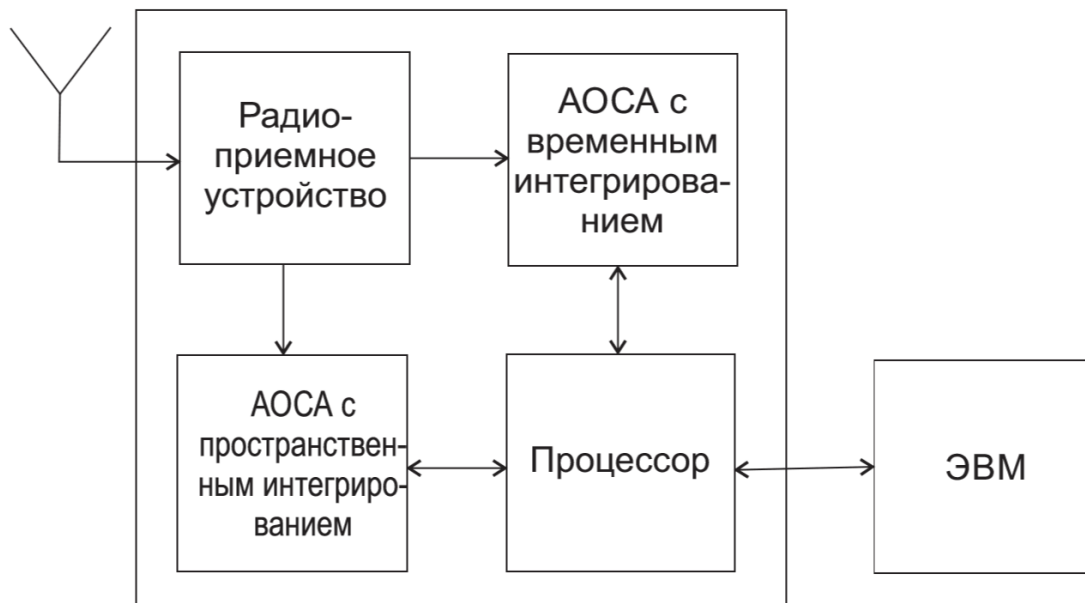 Радио-
приемное
устройство
АОСА с
временным
интегрирова-
нием
АОСА с
пространствен-
ным интегриро-
ванием
Процессор
ЭВМ